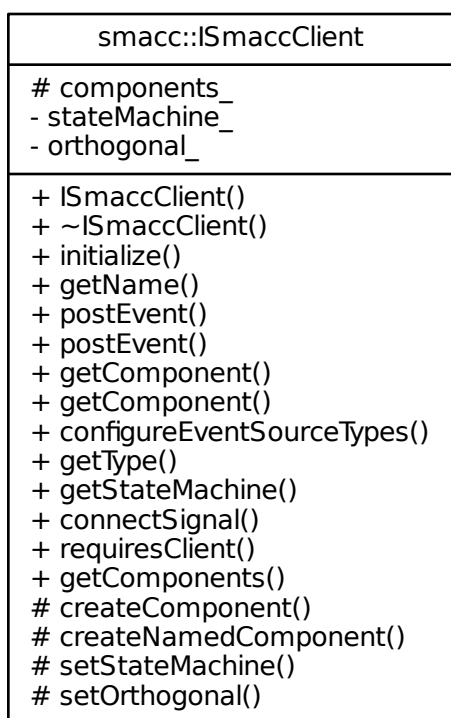 smacc::ISmaccClient
# components_
- stateMachine_
- orthogonal_
+ ISmaccClient()
+ ~ISmaccClient()
+ initialize()
+ getName()
+ postEvent()
+ postEvent()
+ getComponent()
+ getComponent()
+ configureEventSourceTypes()
+ getType()
+ getStateMachine()
+ connectSignal()
+ requiresClient()
+ getComponents()
# createComponent()
# createNamedComponent()
# setStateMachine()
# setOrthogonal()